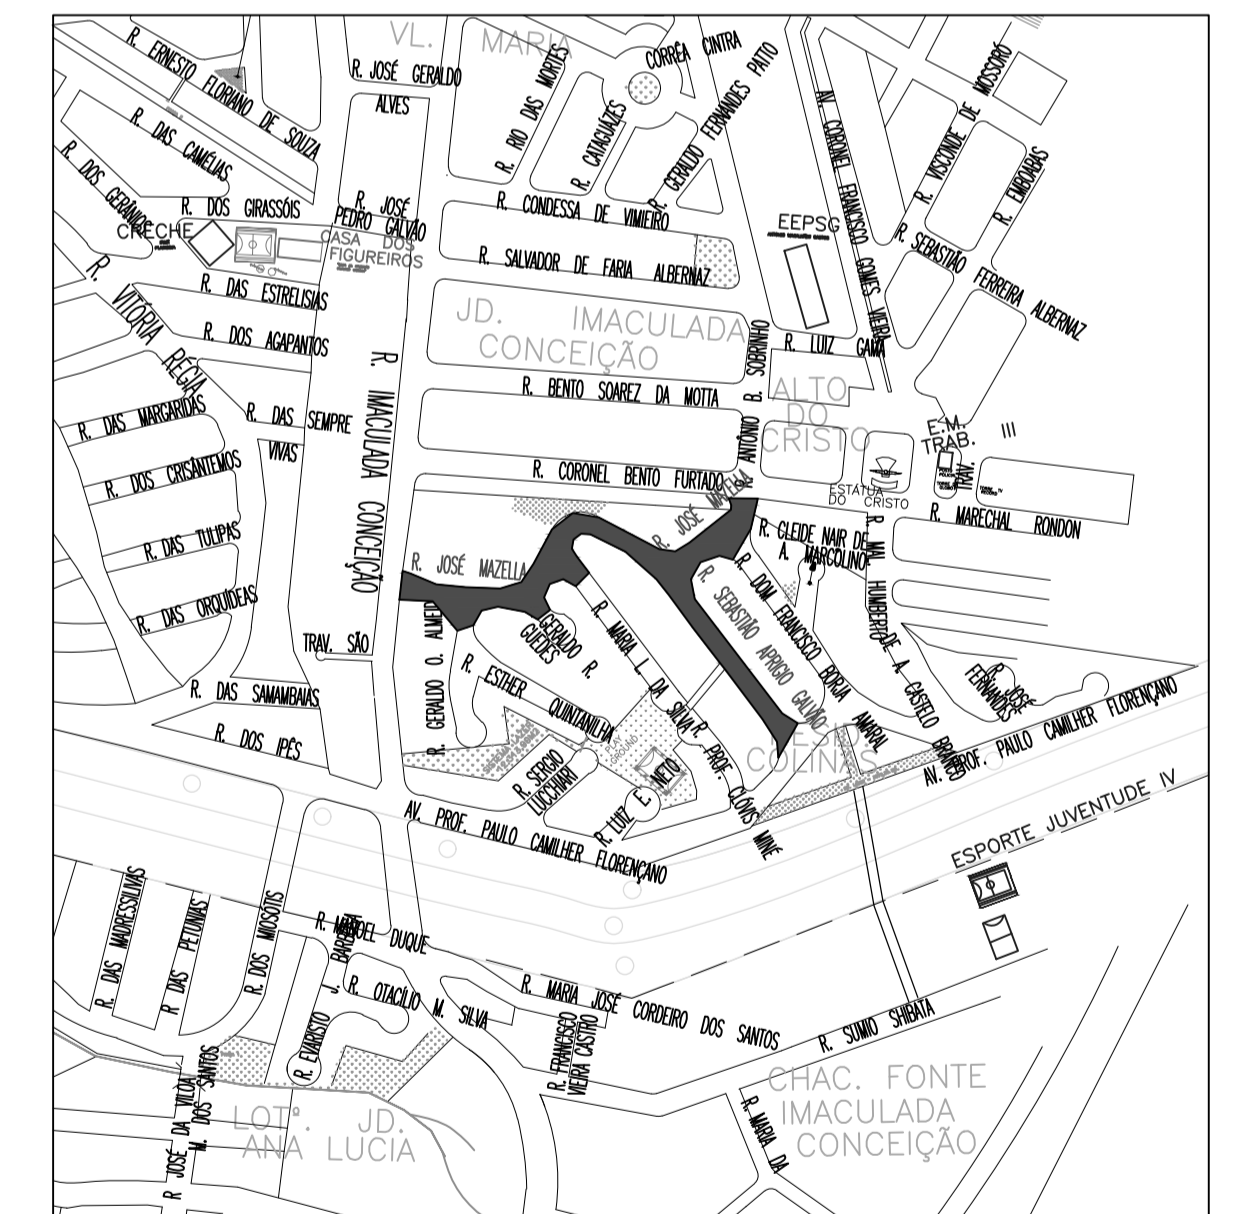 VL. MARIA
R. ERNESTO FLORIANO DE SOUZA
R. JOSÉ GERALDO
ALVES
R. RIO DAS MORTES
CORRÊA CINTRA
R. CATAGUÁZES
R. GERALDO FERNANDES PATO
AV. CORONEL FRANCISCO GOMES VIEIRA
R. VISCONDE DE MOSSORÓ
R. EMBOABAS
R. DAS CAMÉLIAS
R. DOS GERÂNIOS
R. DOS GIRASSÓIS
CRECHE
R. JOSÉ
PEDRO GALVÃO
CASA DOS
FIGUREIROS
R. CONDESSA DE VIMIEIRO
R. SALVADOR DE FARIA ALBERNAZ
EEPSG
R. SEBASTIÃO FERREIRA ALBERNAZ
R. VITÓRIA RÉGIA
R. DAS ESTRELISIAS
R. DOS AGAPANTOS
JD. IMACULADA
CONCEIÇÃO
R. ANTÔNIO B. SOBRINHO
R. LUIZ GAMA
R. IMACULADA CONCEIÇÃO
R. BENTO SOAREZ DA MOTTA
ALTO
DO
CRISTO
R. DAS MARGARIDAS
R. DAS SEMPRE
VIVAS
E.M.
TRAB. III
TRAV.
R. DOS CRISÂNTEMOS
R. CORONEL BENTO FURTADO
ESTÁTUA
DO CRISTO
R. MARECHAL RONDON
R. DAS TULIPAS
R. JOSÉ MAZELLA
R. JOSÉ MAZELLA
R. CLEIDE NAIR DE
A. MARCOLINO
R. MAL HUMBERTO DE A. CASTELO BRANCO
R. DAS ORQUÍDEAS
R. SEBASTIÃO APRIGIO GALVÃO
R. DOM FRANCISCO BORJA AMARAL
TRAV. SÃO
R. GERALDO O. ALMEID
GERALDO R.
GUEDES
R. MARIA L. DA SILVA
R. ESTHER QUINTANILHA
R. JOSÉ
FERNANDES
R. DAS SAMAMBAIAS
R. DOS IPÊS
R. SERGIO
LUCCHIARI
R. LUIZ E. NETO
R. PROF. CLÓVIS MINÉ
COLINAS
AV. PROF. PAULO CAMILHER FLORENÇANO
AV. PROF. PAULO CAMILHER FLORENÇANO
ESPORTE JUVENTUDE IV
R. DAS MADRESSILVAS
R DAS PETUNIAS
R. DOS MIOSÓTIS
R. MANOEL DUQUE
R. EVARISTO J.
R. OTACÍLIO M. SILVA
R. MARIA JOSÉ CORDEIRO DOS SANTOS
R. FRANCISCO
VIEIRA CASTRO
R. SUMIO SHIBATA
R JOSÉ DA VILOA
M. DOS SANTOS
LOTº. JD.
ANA LUCIA
CHAC. FONTE
IMACULADA
CONCEIÇÃO
R. MARIA DA